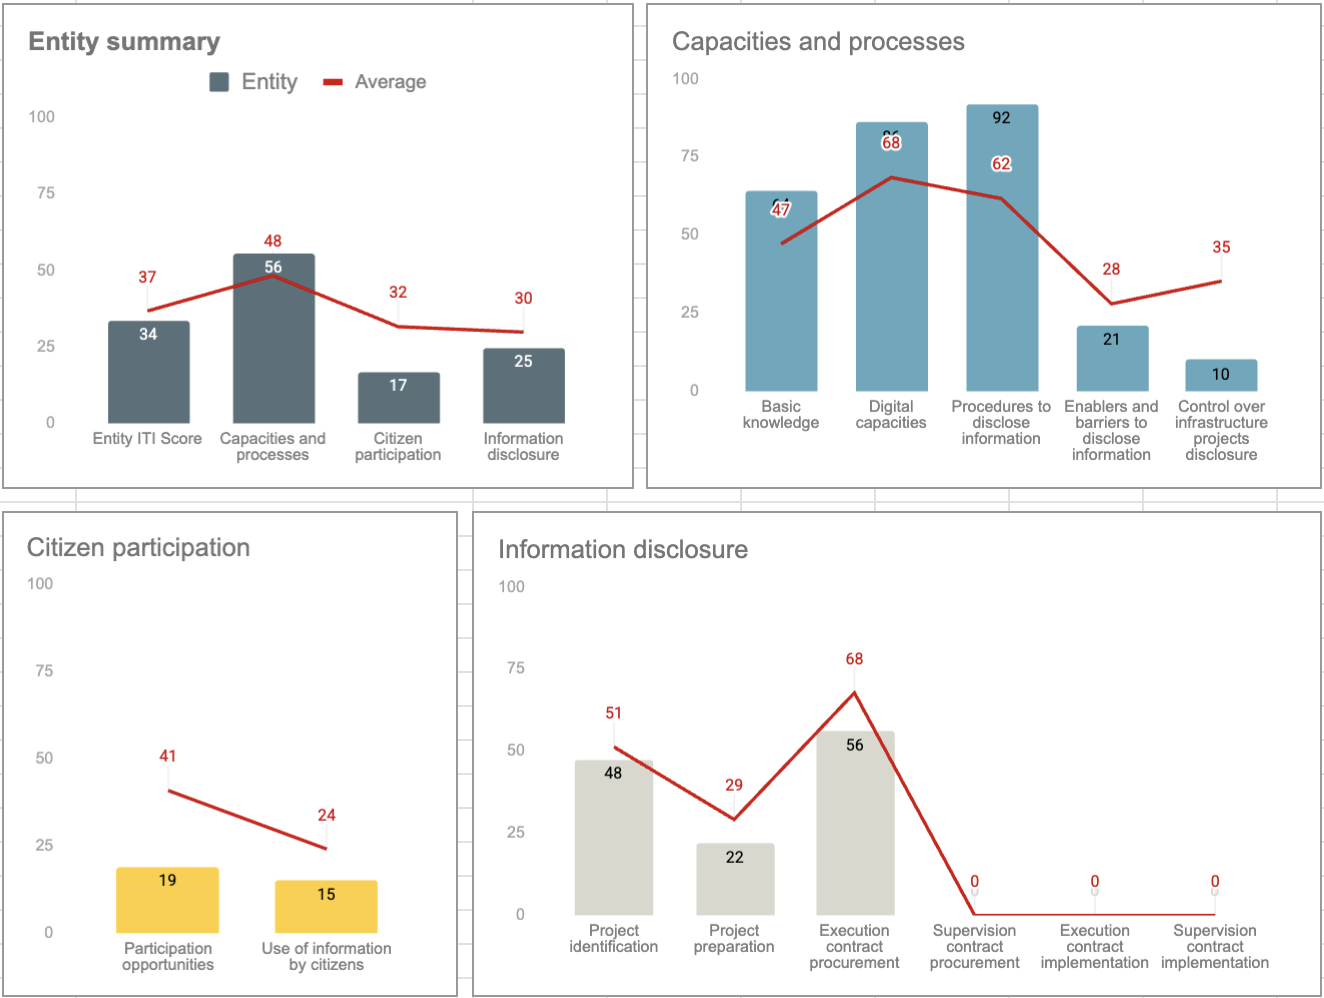 Entity summary
Entity
Average
100
75
50
25
0
37
48
32
30
34
56
17
25
Entity ITI Score
Capacities and
processes
Citizen
participation
Information
disclosure
Capacities and processes
100
75
50
25
0
64
47
86
68
92
62
28
21
35
10
Basic
knowledge
Digital
capacities
Procedures to
disclose
information
Enablers and
barriers to
disclose
information
Control over
infrastructure
projects
disclosure
Citizen participation
100
75
50
25
0
41
24
19
15
Participation
opportunities
Use of information
by citizens
Information disclosure
100
75
50
25
0
51
48
29
22
68
56
0
0
0
Project
identification
Project
preparation
Execution
contract
procurement
Supervision
contract
procurement
Execution
contract
implementation
Supervision
contract
implementation